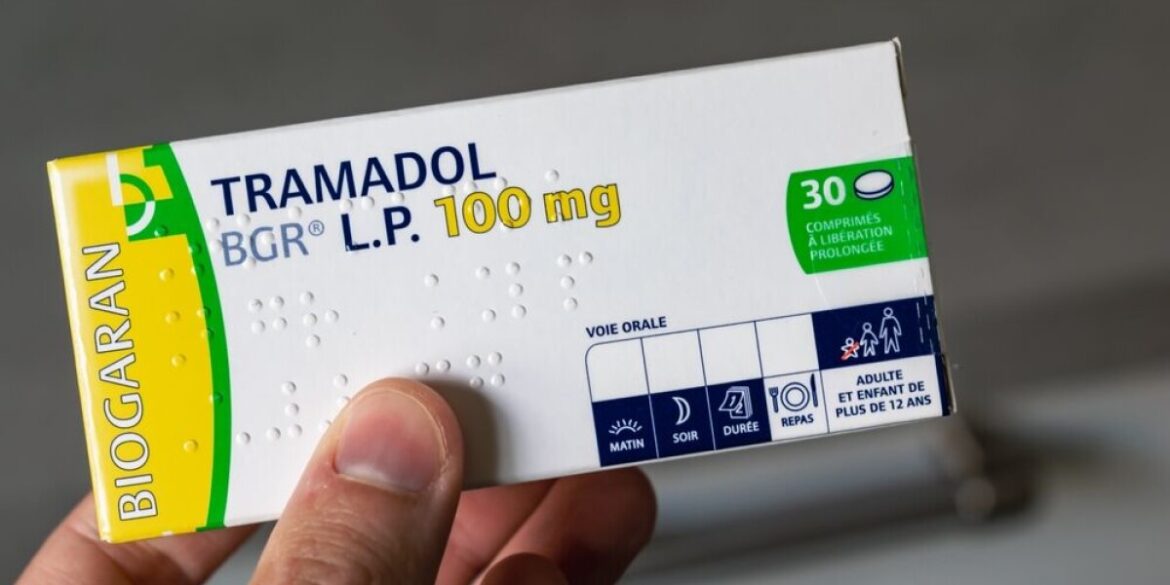 BIOGARAN
TRAMADOL
BGR® L.P. 100 mg
30
COMPRIMÉS
À LIBÉRATION
PROLONGÉE
VOIE ORALE
MATIN
SOIR
DURÉE
REPAS
ADULTE
ET ENFANT DE
PLUS DE 12 ANS